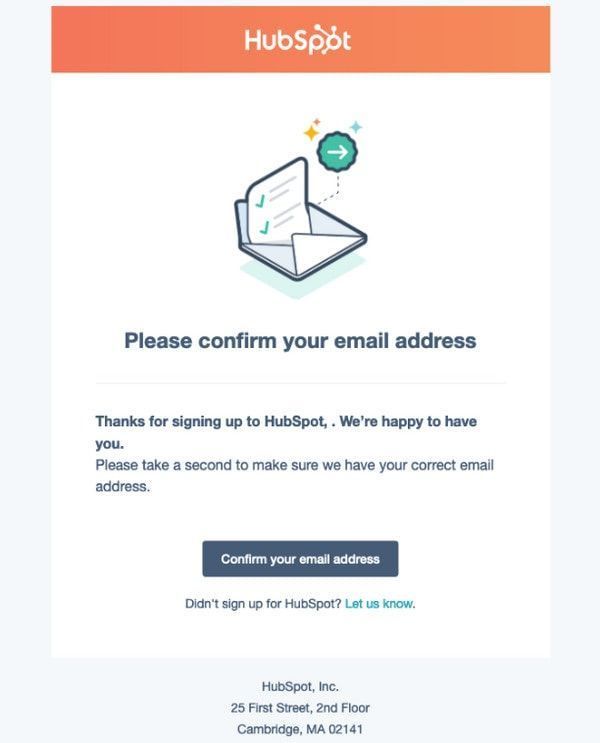 HubSpot
Please confirm your email address
Thanks for signing up to HubSpot, . We're happy to have
you.
Please take a second to make sure we have your correct email
address.
Confirm your email address
Didn't sign up for HubSpot? Let us know.
HubSpot, Inc.
25 First Street, 2nd Floor
Cambridge, MA 02141